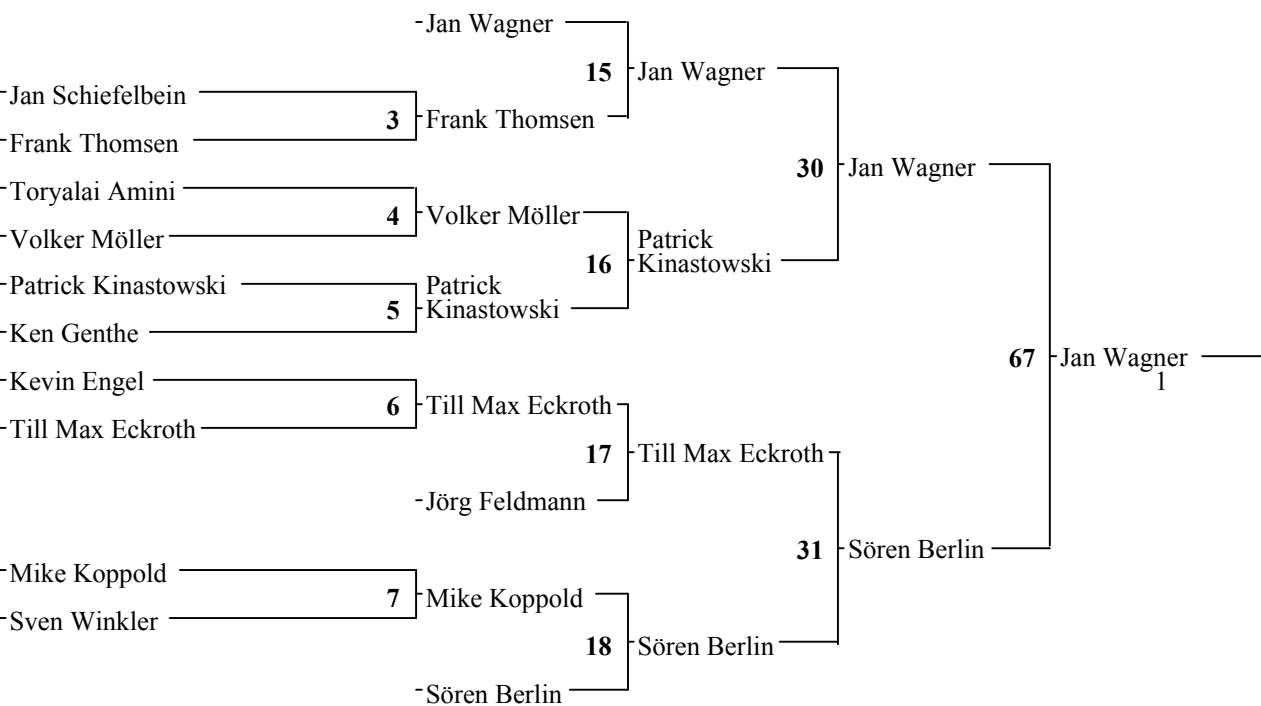 Jan Wagner
15 Jan Wagner
Jan Schiefelbein
3 Frank Thomsen
Frank Thomsen
30 Jan Wagner
Toryalai Amini
4 Volker Möller
Volker Möller
Patrick
16 Kinastowski
Patrick Kinastowski
Patrick
5 Kinastowski
Ken Genthe
67 Jan Wagner
1
Kevin Engel
6 Till Max Eckroth
Till Max Eckroth
17 Till Max Eckroth
Jörg Feldmann
31 Sören Berlin
Mike Koppold
7 Mike Koppold
Sven Winkler
18 Sören Berlin
Sören Berlin